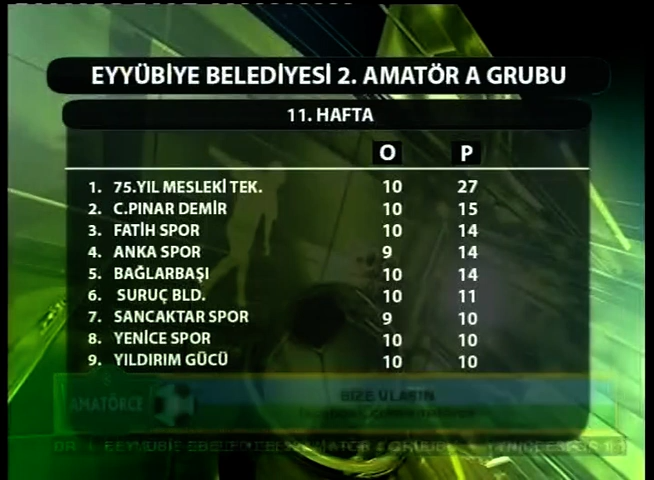 EYYÜBİYE BELEDİYESİ 2. AMATÖR A GRUBU
11. HAFTA
O P
1. 75.YIL MESLEKİ TEK. 10 27
2. C.PINAR DEMİR 10 15
3. FATİH SPOR 10 14
4. ANKA SPOR 9 14
5. BAĞLARBAŞI 10 14
6. SURUÇ BLD. 10 11
7. SANCAKTAR SPOR 9 10
8. YENİCE SPOR 10 10
9. YILDIRIM GÜCÜ 10 10
AMATÖRCE
BIZE ULASIN